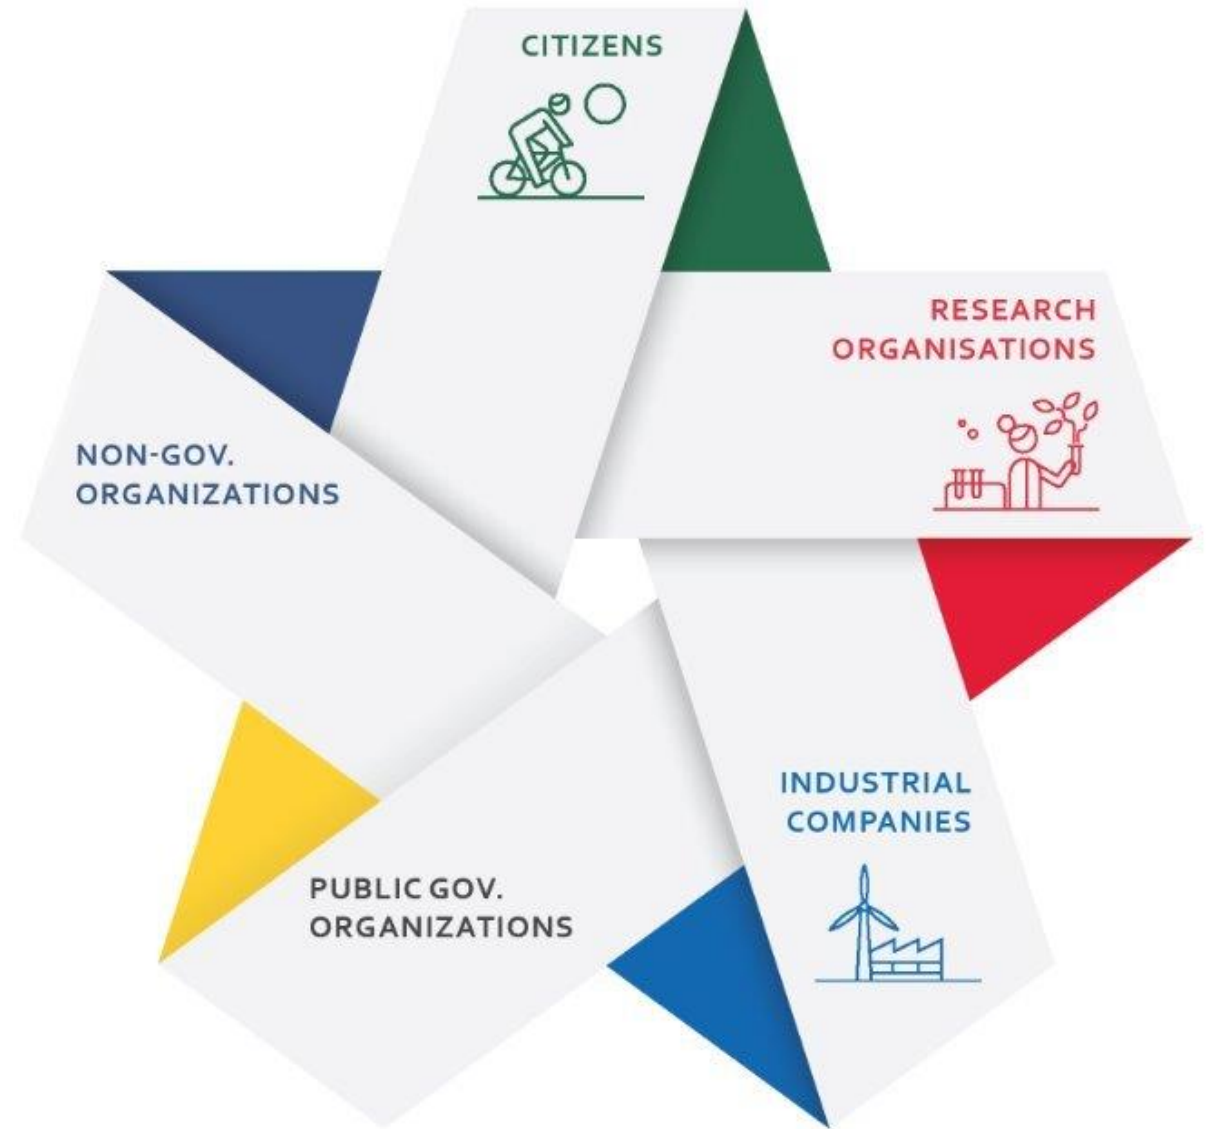 CITIZENS
RESEARCH
ORGANISATIONS
NON-GOV.
ORGANIZATIONS
INDUSTRIAL
COMPANIES
PUBLIC GOV.
ORGANIZATIONS